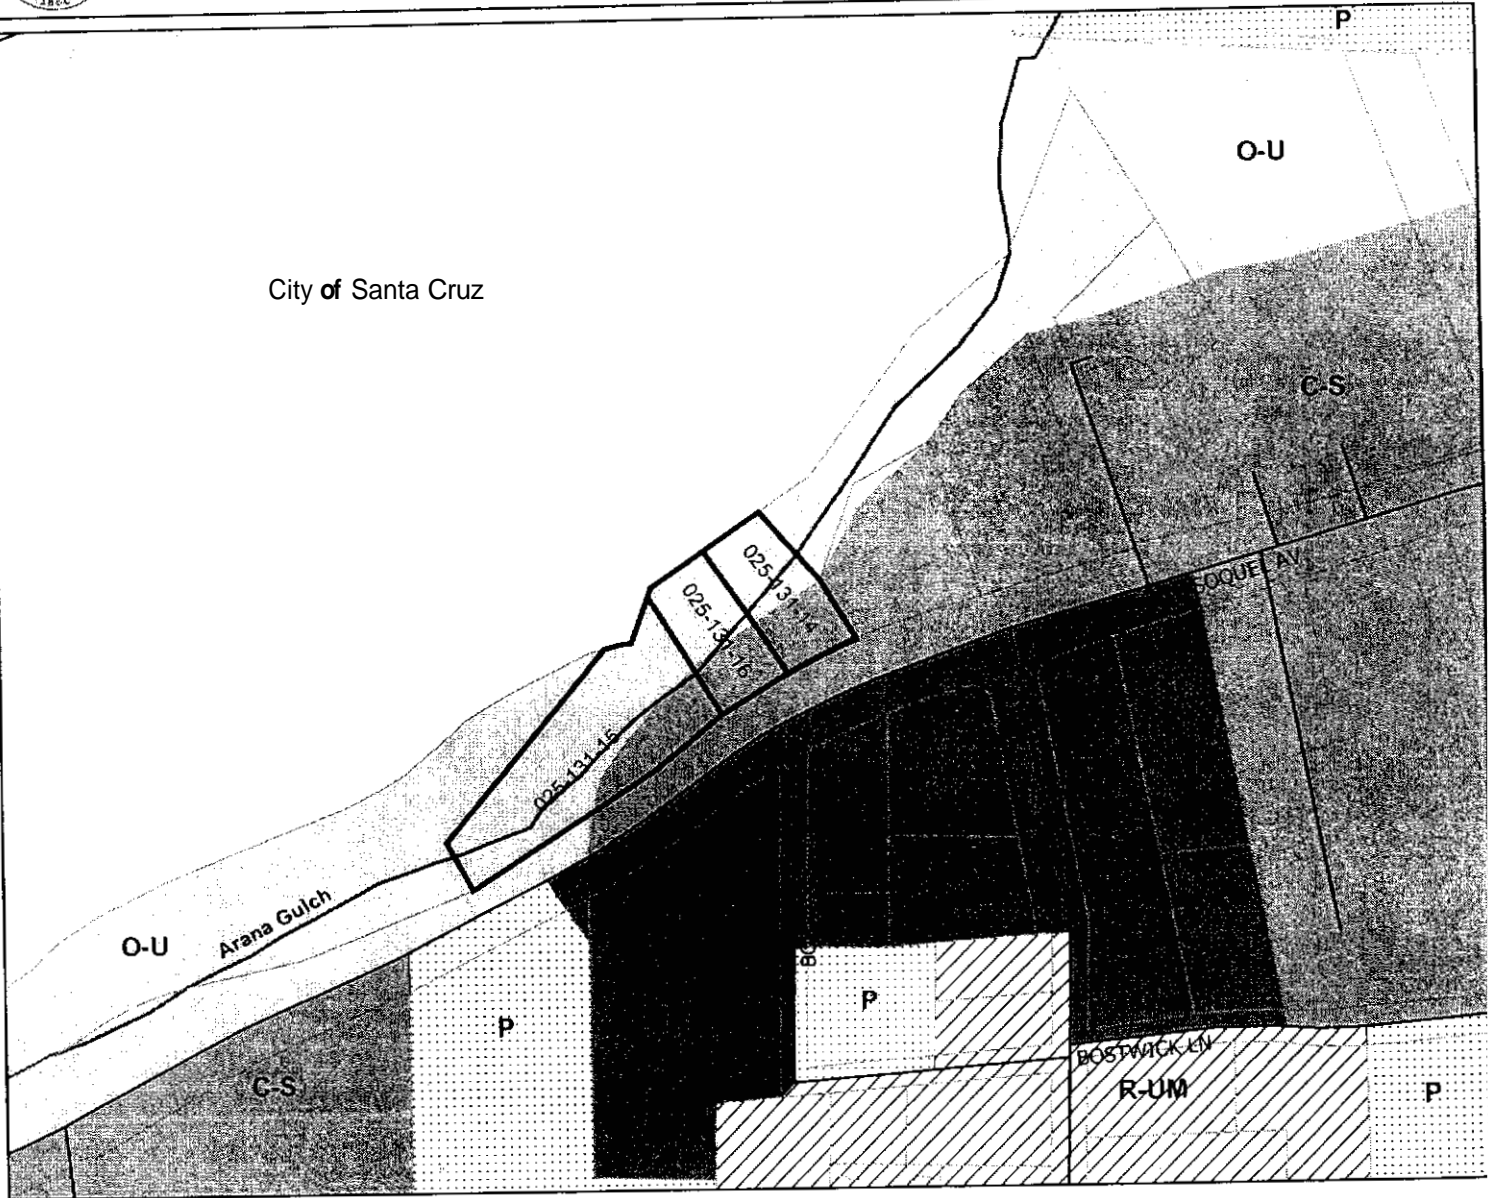 P
O-U
City of Santa Cruz
C-S
025-131-14
SOQUEL AV
025-131-16
025-131-15
Arana Gulch
O-U
P
P
BOSTWICK LN
C-S
R-UM
P